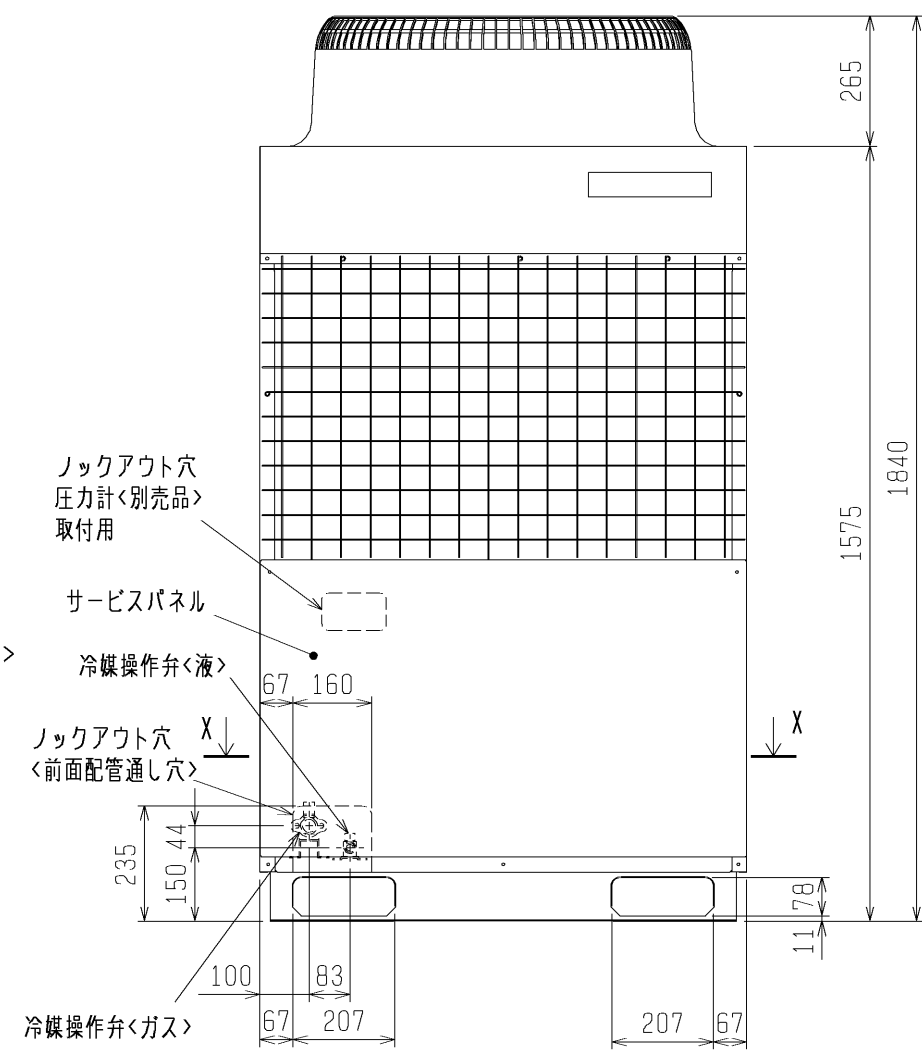 265
1840
1575
ノックアウト穴
圧力計<別売品>
取付用
サービスパネル
>
冷媒操作弁<液>
67 160
X X
ノックアウト穴
<前面配管通し穴>
235 44 150
78
11
100 83
冷媒操作弁<ガス>
67 207 207 67